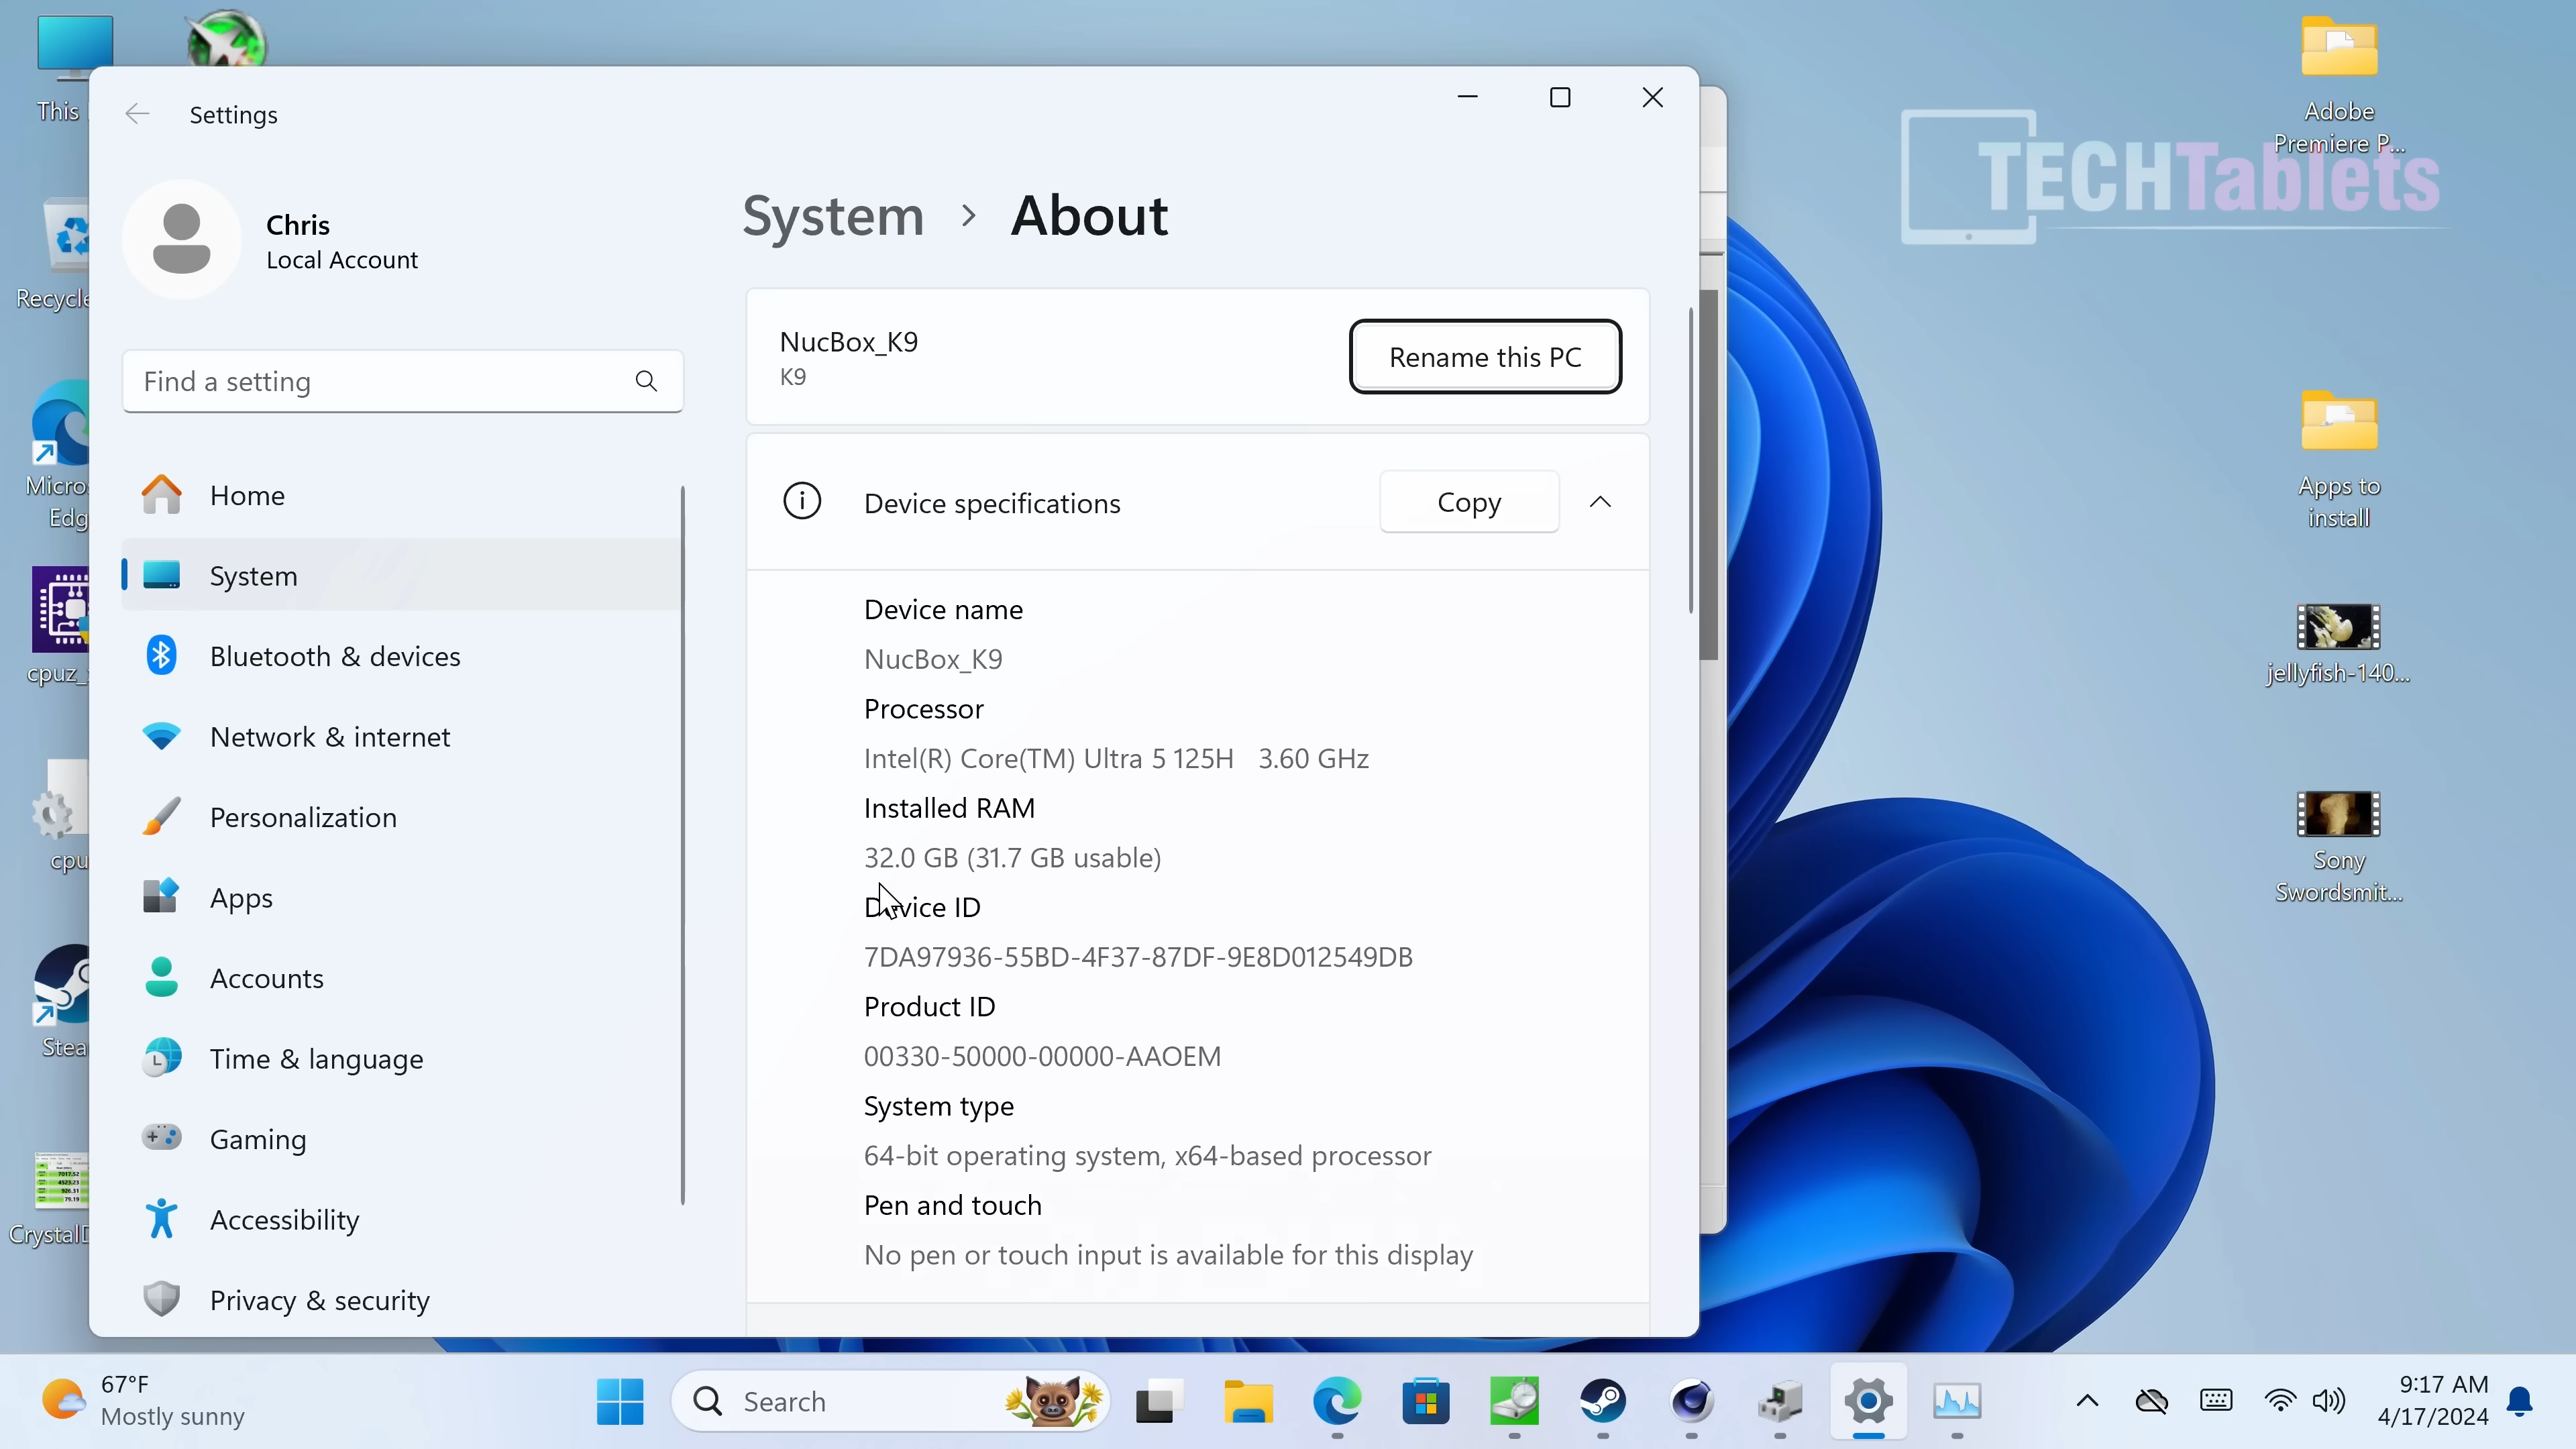 This
Settings
Chris
Local Account
Find a setting
Home
System
Bluetooth & devices
Network & internet
Personalization
Apps
Accounts
Time & language
Gaming
Accessibility
Privacy & security
System > About
NucBox_K9
K9
Rename this PC
Device specifications
Copy
Device name
NucBox_K9
Processor
Intel(R) Core(TM) Ultra 5 125H 3.60 GHz
Installed RAM
32.0 GB (31.7 GB usable)
Device ID
7DA97936-55BD-4F37-87DF-9E8D012549DB
Product ID
00330-50000-00000-AAOEM
System type
64-bit operating system, x64-based processor
Pen and touch
No pen or touch input is available for this display
Recycle
Micros
Edg
cpuz_
cpu
Stea
CrystalD
TECHTablets
Adobe
Premiere P...
Apps to
install
jellyfish-140...
Sony
Swordsmit...
67°F
Mostly sunny
Search
9:17 AM
4/17/2024